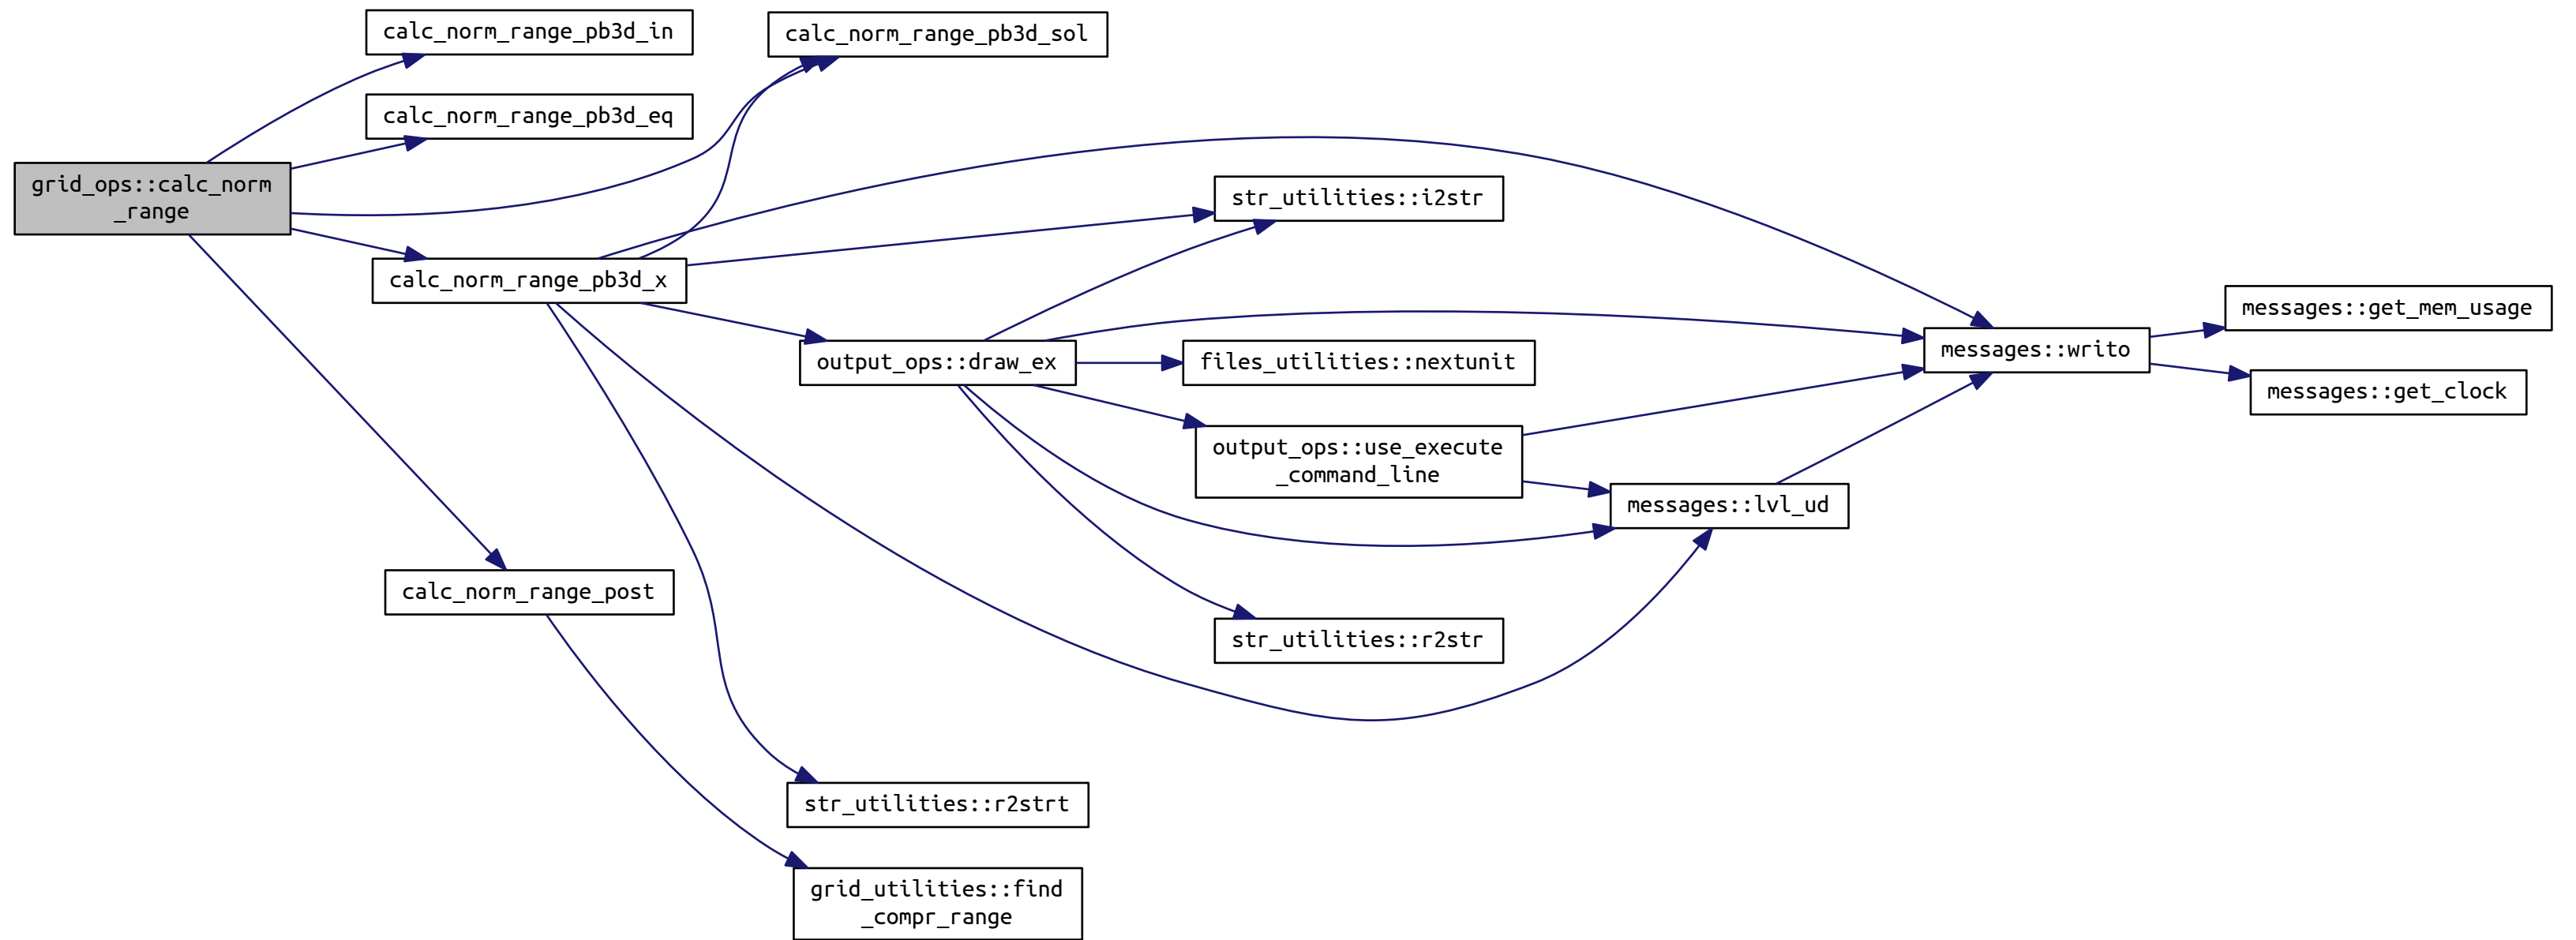 calc_norm_range_pb3d_in
calc_norm_range_pb3d_sol
calc_norm_range_pb3d_eq
grid_ops::calc_norm
_range
str_utilities::i2str
calc_norm_range_pb3d_x
messages::get_mem_usage
output_ops::draw_ex
files_utilities::nextunit
messages::writo
messages::get_clock
output_ops::use_execute
_command_line
messages::lvl_ud
calc_norm_range_post
str_utilities::r2str
str_utilities::r2strt
grid_utilities::find
_compr_range